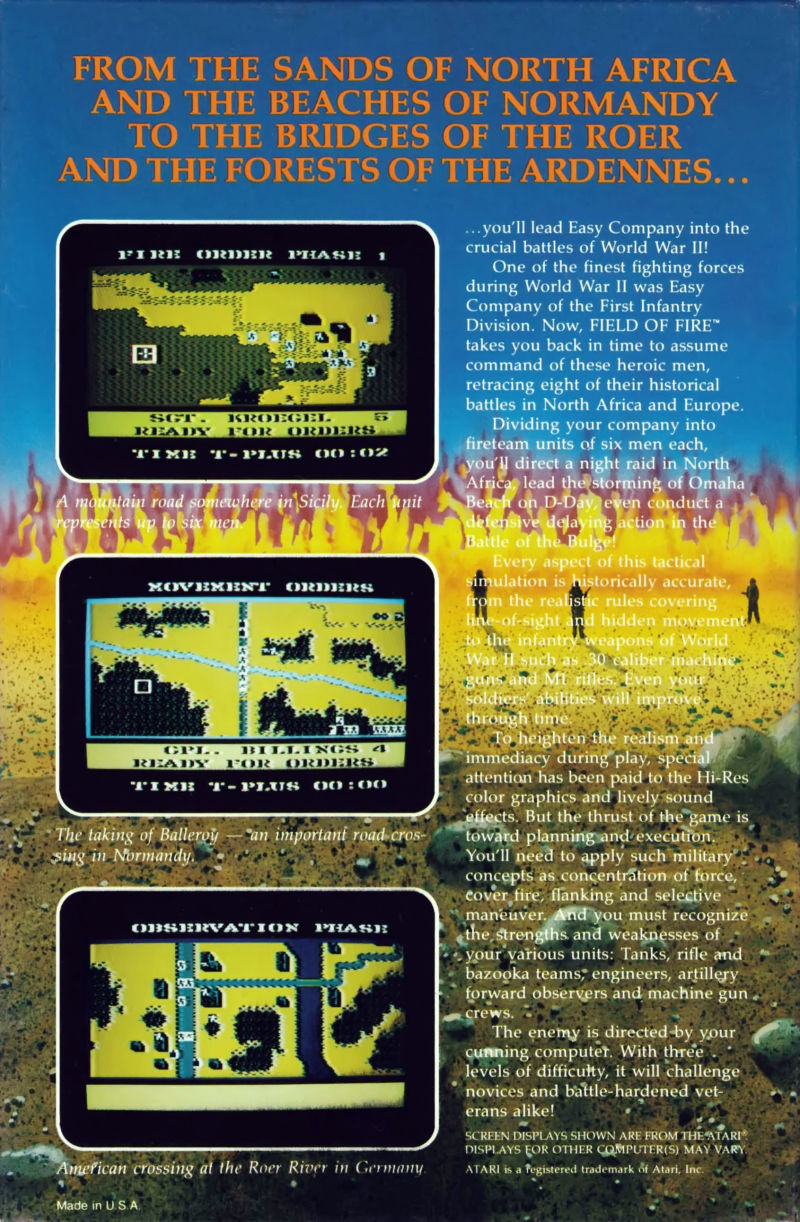 FROM THE SANDS OF NORTH AFRICA
AND THE BEACHES OF NORMANDY
TO THE BRIDGES OF THE ROER
AND THE FORESTS OF THE ARDENNES...
FIRE ORDER PHASE 1
SGT. KROEGEL 5
READY FOR ORDERS
TIME T-PLUS 00:02
A mountain road somewhere in Sicily. Each unit
represents up to six men.
MOVEMENT ORDERS
CPL. BILLINGS 4
READY FOR ORDERS
TIME T-PLUS 00:00
The taking of Balleroy — an important road cros-
sing in Normandy.
OBSERVATION PHASE
American crossing at the Roer River in Germany.
Made in U.S.A.
...you'll lead Easy Company into the
crucial battles of World War II!
One of the finest fighting forces
during World War II was Easy
Company of the First Infantry
Division. Now, FIELD OF FIRE™
takes you back in time to assume
command of these heroic men,
retracing eight of their historical
battles in North Africa and Europe.
Dividing your company into
fireteam units of six men each,
you'll direct a night raid in North
Africa, lead the storming of Omaha
Beach on D-Day, even conduct a
defensive delaying action in the
Battle of the Bulge!
Every aspect of this tactical
simulation is historically accurate,
from the realistic rules covering
line-of-sight and hidden movement
to the infantry weapons of World
War II such as .30 caliber machine
guns and M1 rifles. Even your
soldiers' abilities will improve
through time.
To heighten the realism and
immediacy during play, special
attention has been paid to the Hi-Res
color graphics and lively sound
effects. But the thrust of the game is
toward planning and execution.
You'll need to apply such military
concepts as concentration of force,
cover fire, flanking and selective
maneuver. And you must recognize
the strengths and weaknesses of
your various units: Tanks, rifle and
bazooka teams, engineers, artillery
forward observers and machine gun
crews.
The enemy is directed by your
cunning computer. With three
levels of difficulty, it will challenge
novices and battle-hardened vet-
erans alike!
SCREEN DISPLAYS SHOWN ARE FROM THE ATARI®.
DISPLAYS FOR OTHER COMPUTER(S) MAY VARY.
ATARI is a registered trademark of Atari, Inc.